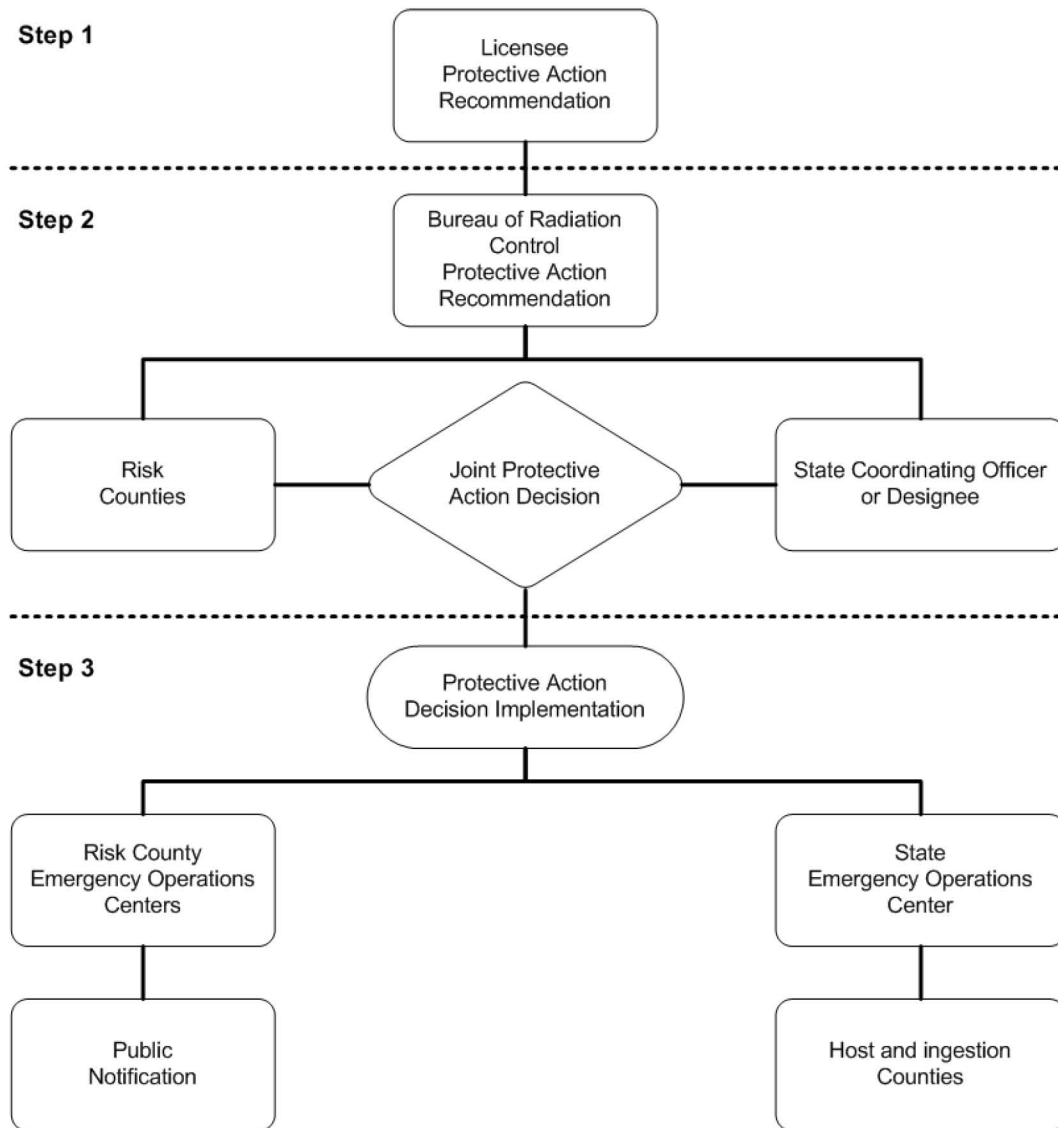 Step 1
Licensee
Protective Action
Recommendation
Step 2
Bureau of Radiation
Control
Protective Action
Recommendation
Risk
Counties
Joint Protective
Action Decision
State Coordinating Officer
or Designee
Step 3
Protective Action
Decision Implementation
Risk County
Emergency Operations
Centers
State
Emergency Operations
Center
Public
Notification
Host and ingestion
Counties